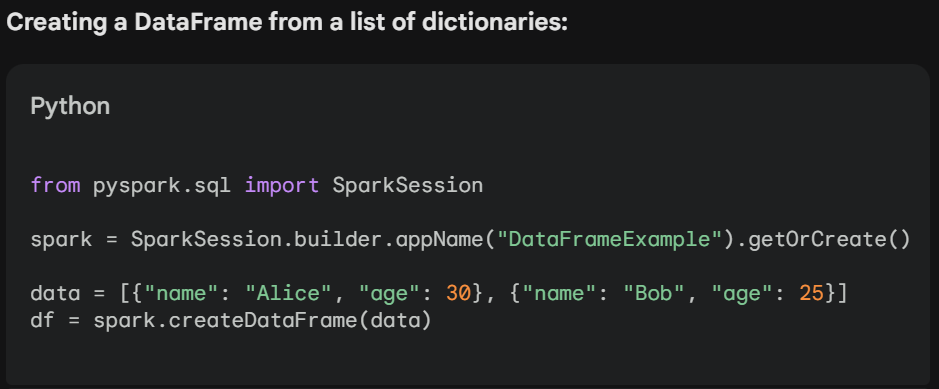 Creating a DataFrame from a list of dictionaries:
Python
from pyspark.sql import SparkSession
spark = SparkSession.builder.appName("DataFrameExample").getOrCreate()
data = [{"name": "Alice", "age": 30}, {"name": "Bob", "age": 25}]
df = spark.createDataFrame(data)